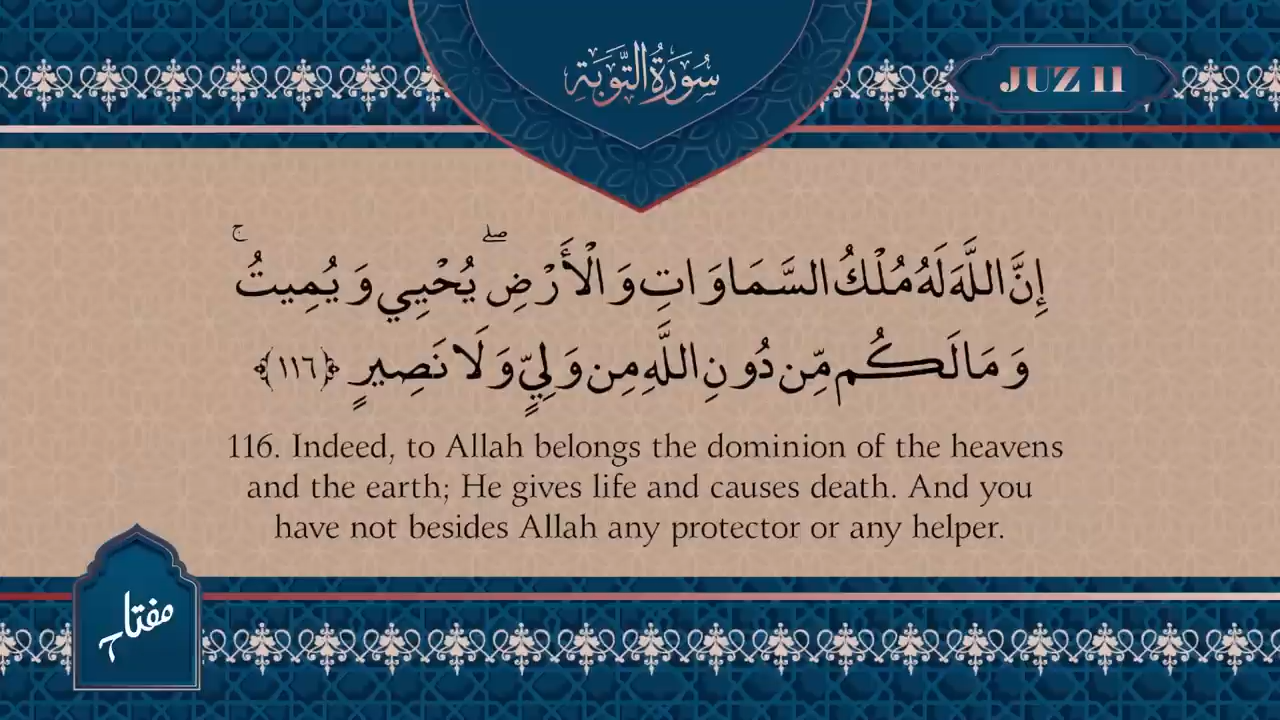 سُورَةُ التَّوْبَةِ
JUZ 11
إِنَّ اللَّهَ لَهُ مُلْكُ السَّمَاوَاتِ وَالْأَرْضِ ۖ يُحْيِي وَيُمِيتُ ۚ
وَمَا لَكُم مِّن دُونِ اللَّهِ مِن وَلِيٍّ وَلَا نَصِيرٍ ﴿١١٦﴾
116. Indeed, to Allah belongs the dominion of the heavens
and the earth; He gives life and causes death. And you
have not besides Allah any protector or any helper.
مفتاح